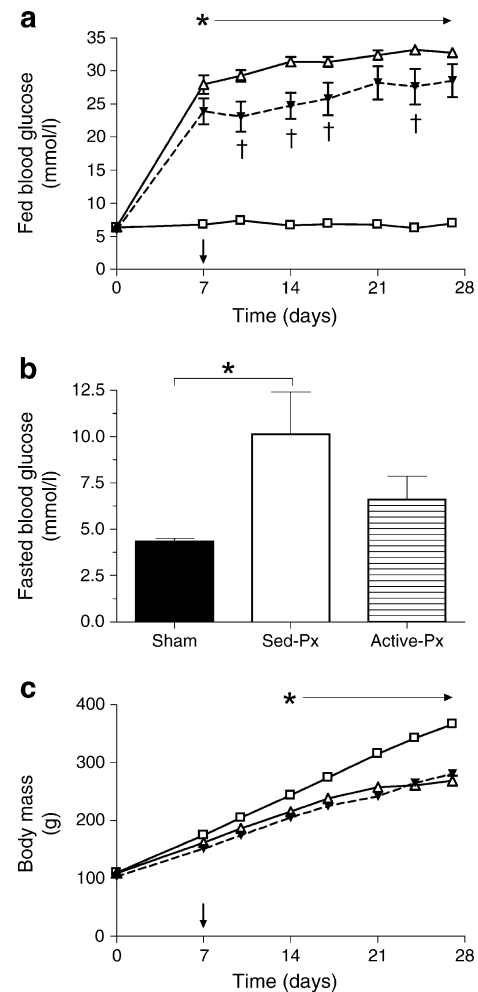 a
*
Fed blood glucose
(mmol/l)
35
30
25
20
15
10
5
0
† † † †
0 7 14 21 28
Time (days)
b
*
Fasted blood glucose
(mmol/l)
12.5
10.0
7.5
5.0
2.5
0.0
Sham Sed-Px Active-Px
c
*
Body mass
(g)
400
300
200
100
0
0 7 14 21 28
Time (days)